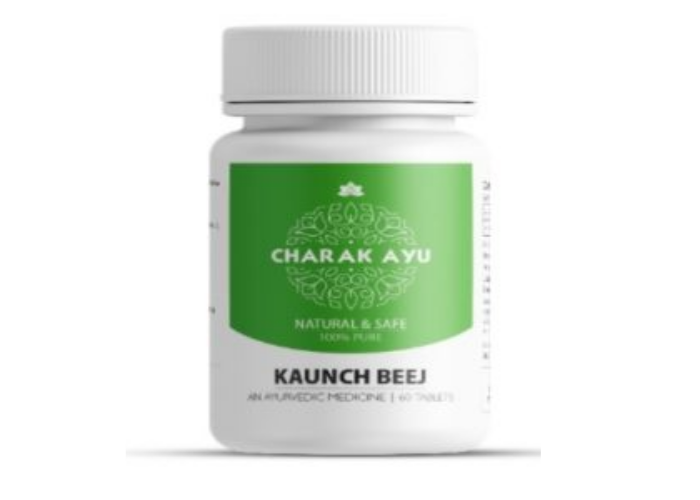 CHARAK AYU
NATURAL & SAFE
100% PURE
KAUNCH BEEJ
AN AYURVEDIC MEDICINE | 60 TABLETS